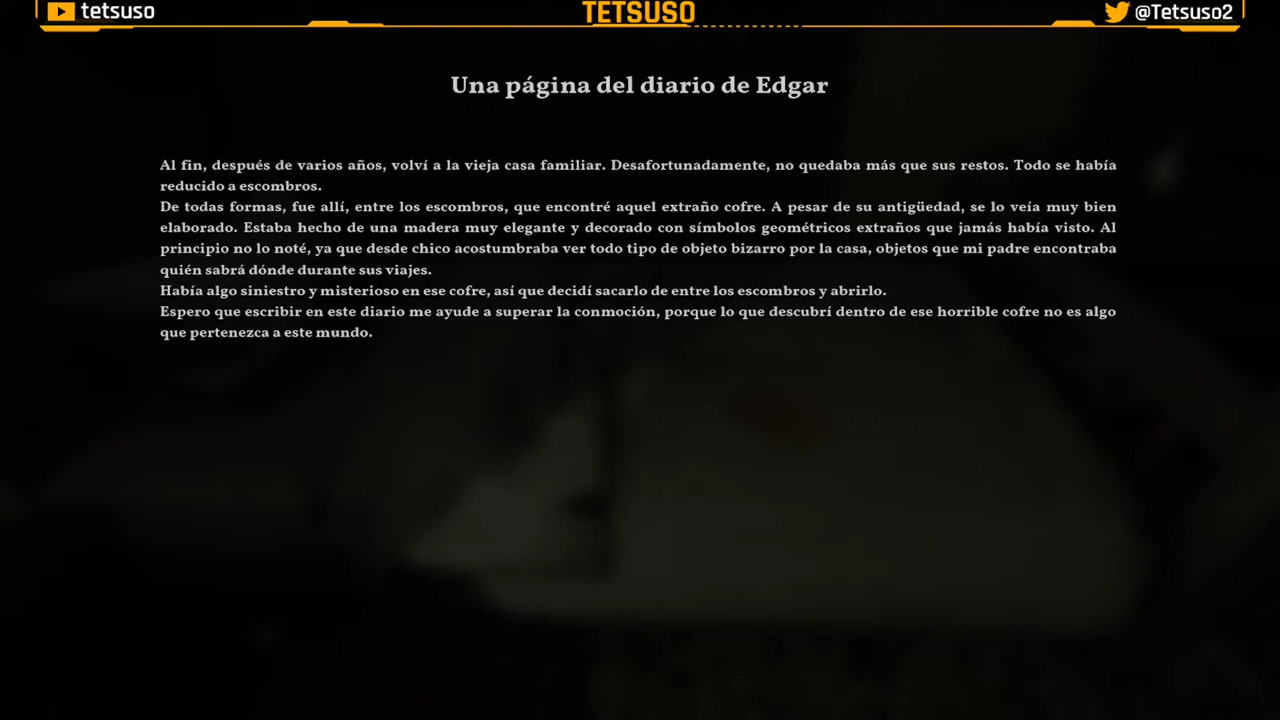 tetsuso
TETSUSO
@Tetsuso2
Una página del diario de Edgar
Al fin, después de varios años, volví a la vieja casa familiar. Desafortunadamente, no quedaba más que sus restos. Todo se había
reducido a escombros.
De todas formas, fue allí, entre los escombros, que encontré aquel extraño cofre. A pesar de su antigüedad, se lo veía muy bien
elaborado. Estaba hecho de una madera muy elegante y decorado con símbolos geométricos extraños que jamás había visto. Al
principio no lo noté, ya que desde chico acostumbraba ver todo tipo de objeto bizarro por la casa, objetos que mi padre encontraba
quién sabrá dónde durante sus viajes.
Había algo siniestro y misterioso en ese cofre, así que decidí sacarlo de entre los escombros y abrirlo.
Espero que escribir en este diario me ayude a superar la conmoción, porque lo que descubrí dentro de ese horrible cofre no es algo
que pertenezca a este mundo.